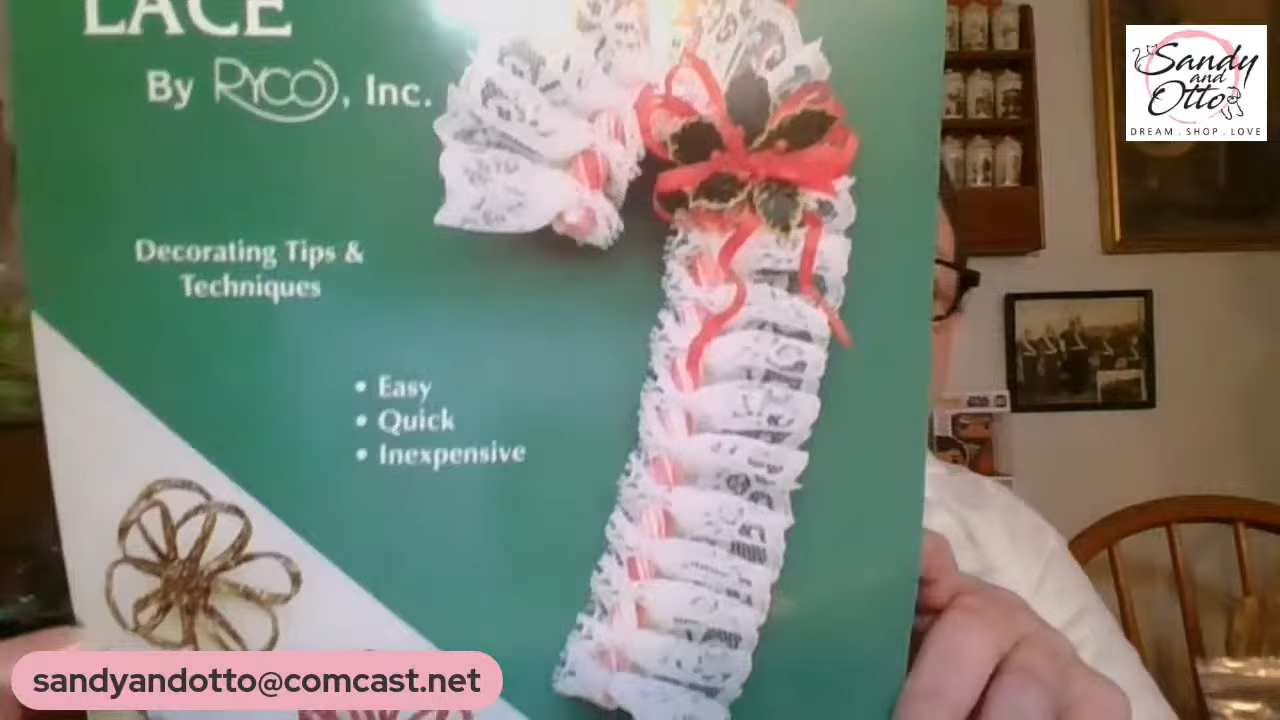 LACE
By RYCO, Inc.
Decorating Tips &
Techniques
• Easy
• Quick
• Inexpensive
Sandy
and
Otto
DREAM . SHOP . LOVE
sandyandotto@comcast.net